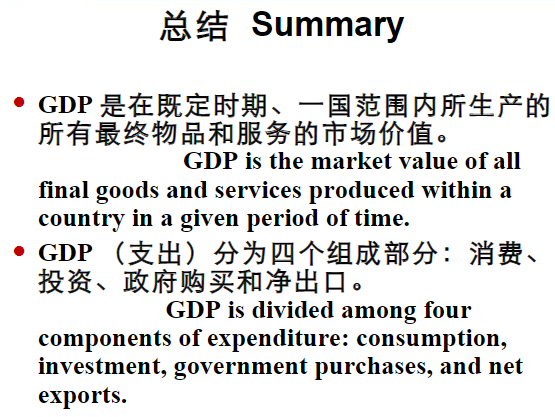 总结 Summary
• GDP 是在既定时期、一国范围内所生产的
所有最终物品和服务的市场价值。
GDP is the market value of all
final goods and services produced within a
country in a given period of time.
• GDP （支出）分为四个组成部分：消费、
投资、政府购买和净出口。
GDP is divided among four
components of expenditure: consumption,
investment, government purchases, and net
exports.